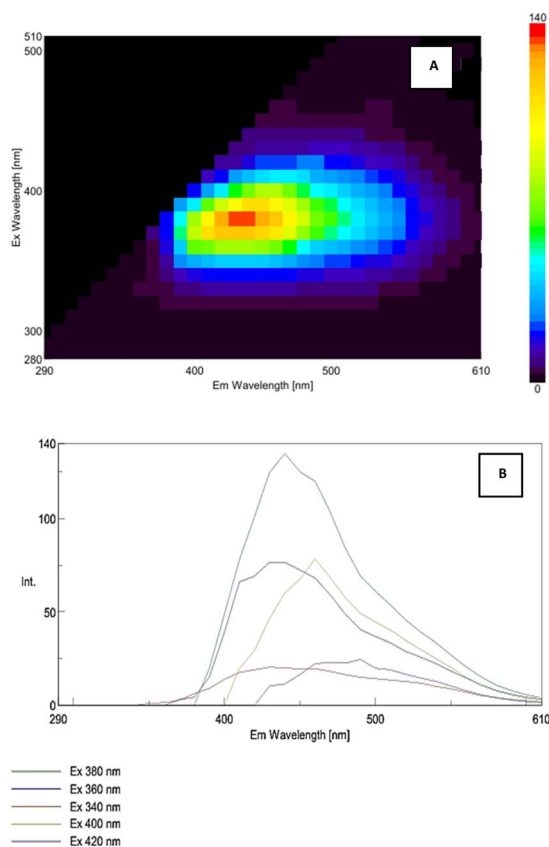 140
A
510
500
Ex Wavelength [nm]
400
300
280
290
400
500
610
0
Em Wavelength [nm]
140
B
100
Int.
50
0
290
400
500
610
Em Wavelength [nm]
Ex 380 nm
Ex 360 nm
Ex 340 nm
Ex 400 nm
Ex 420 nm